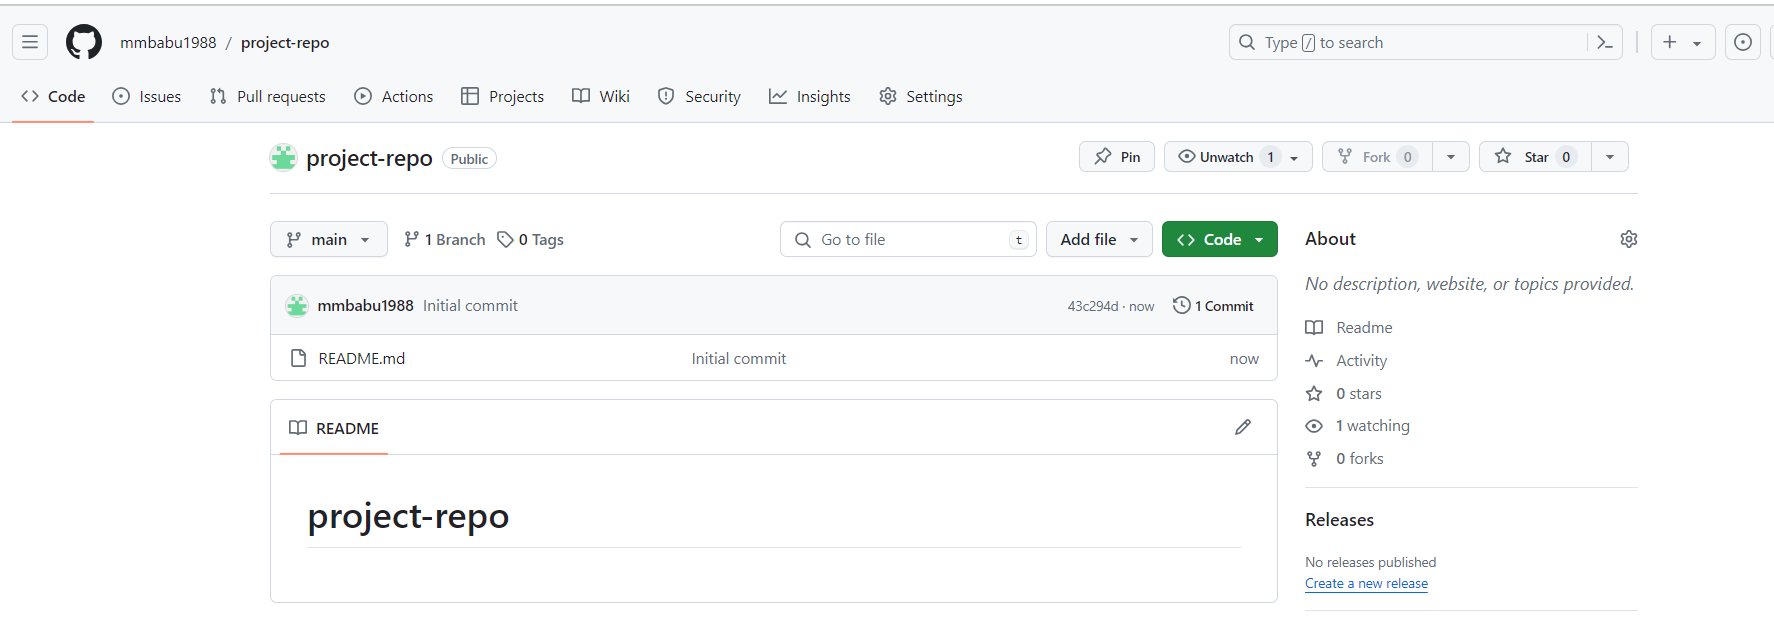 mmbabu1988 / project-repo
Type / to search
Code Issues Pull requests Actions Projects Wiki Security Insights Settings
project-repo Public
Pin Unwatch 1 Fork 0 Star 0
main 1 Branch 0 Tags
Go to file t Add file Code
mmbabu1988 Initial commit 43c294d · now 1 Commit
README.md Initial commit now
README
project-repo
About
No description, website, or topics provided.
Readme
Activity
0 stars
1 watching
0 forks
Releases
No releases published
Create a new release